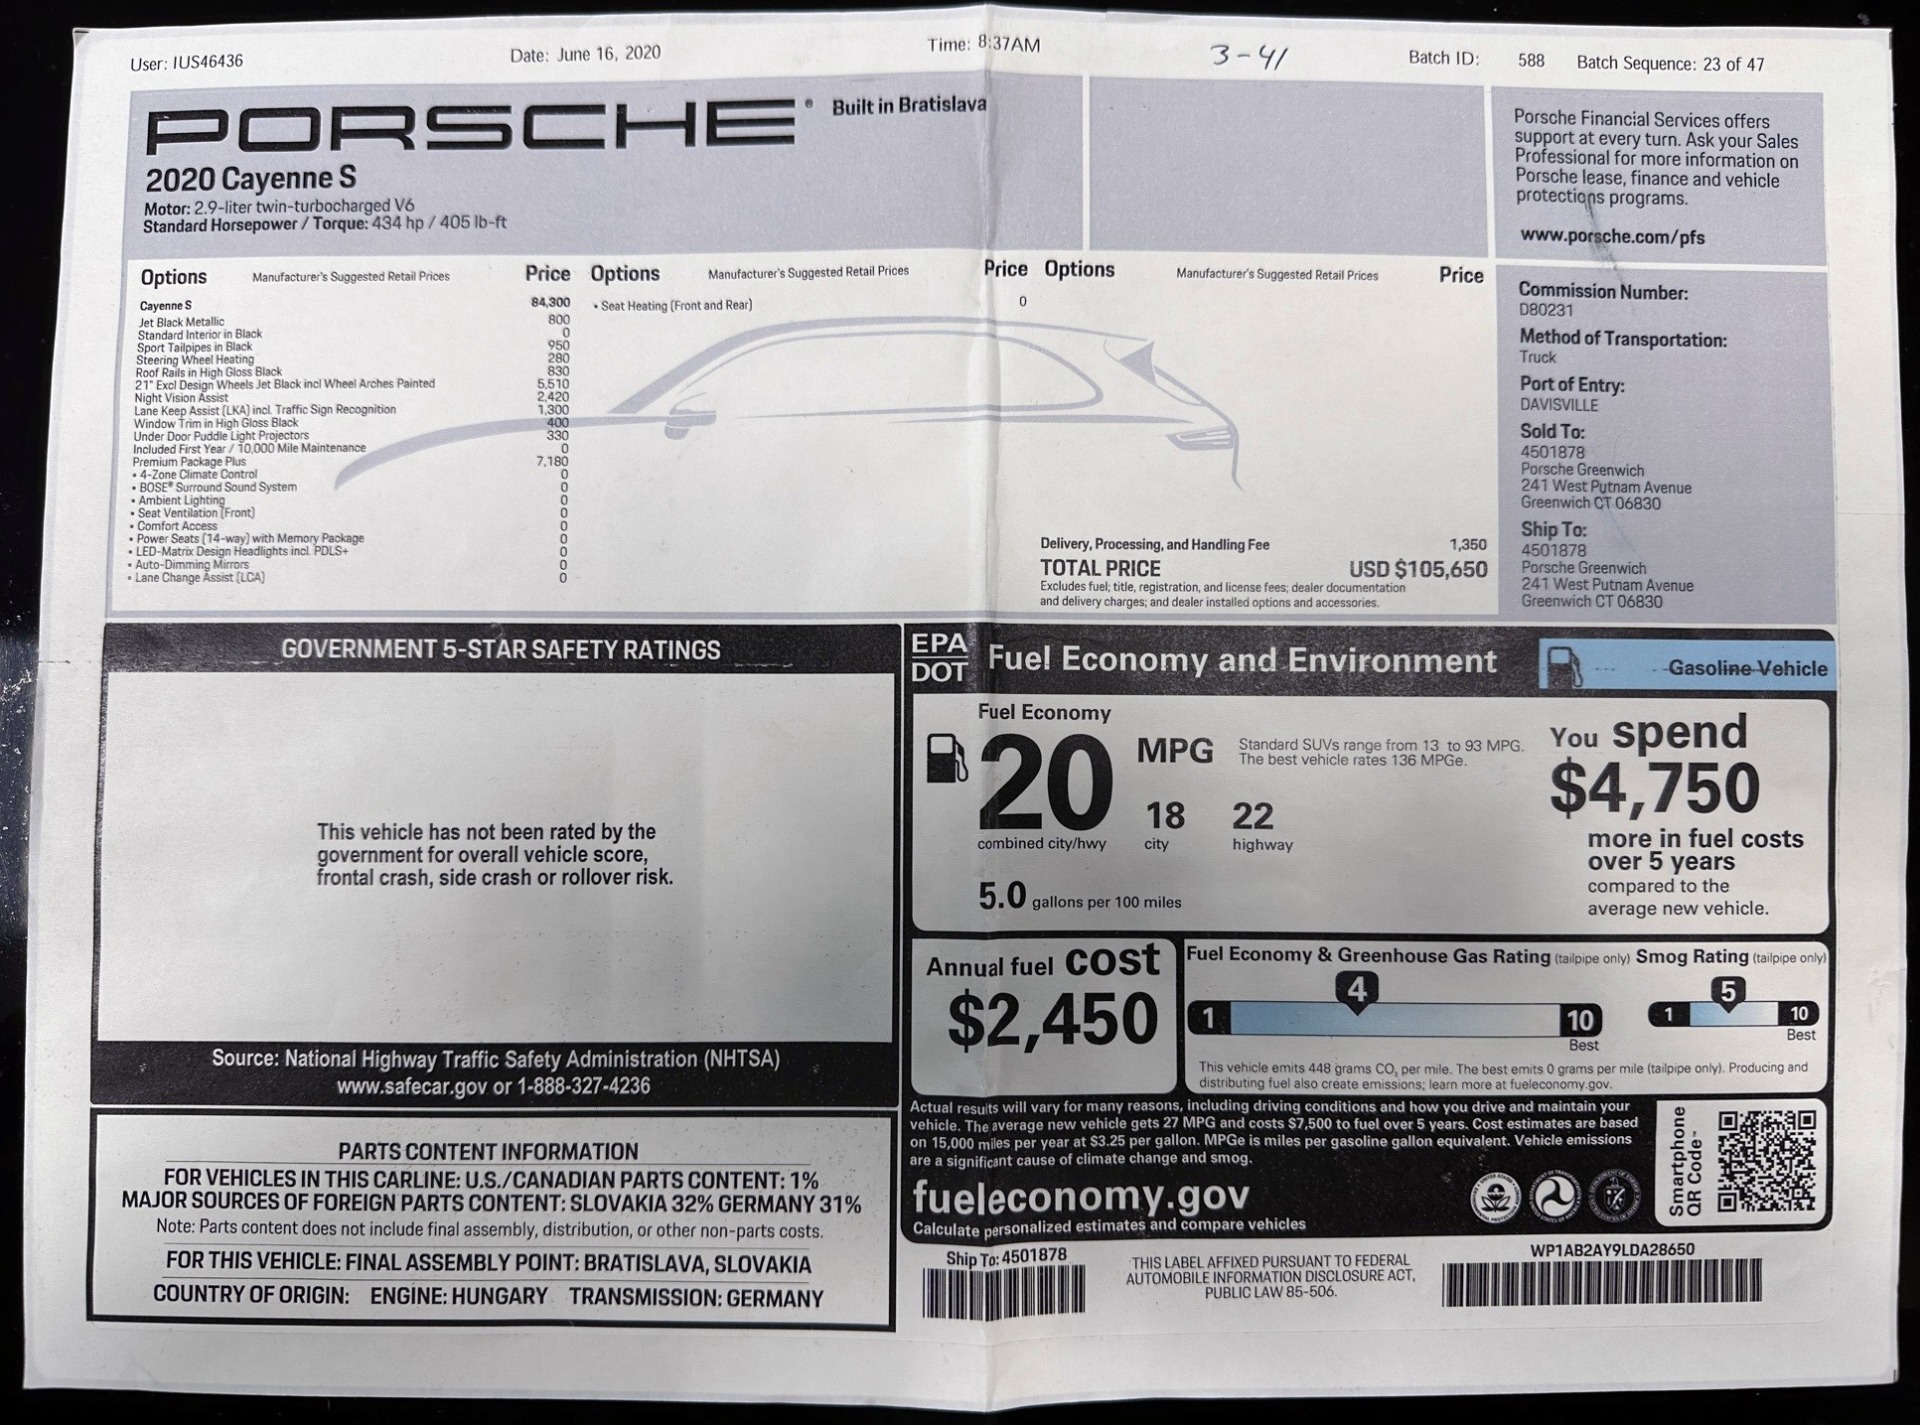 User: IUS46436 Date: June 16, 2020 Time: 8:37AM 3-41 Batch ID: 588 Batch Sequence: 23 of 47
PORSCHE® Built in Bratislava
2020 Cayenne S
Motor: 2.9-liter twin-turbocharged V6
Standard Horsepower / Torque: 434 hp / 405 lb-ft
Porsche Financial Services offers
support at every turn. Ask your Sales
Professional for more information on
Porsche lease, finance and vehicle
protections programs.
www.porsche.com/pfs
Options Manufacturer's Suggested Retail Prices Price
Cayenne S 84,300
Jet Black Metallic 800
Standard Interior in Black 0
Sport Tailpipes in Black 950
Steering Wheel Heating 280
Roof Rails in High Gloss Black 830
21" Excl Design Wheels Jet Black incl Wheel Arches Painted 5,510
Night Vision Assist 2,420
Lane Keep Assist (LKA) incl. Traffic Sign Recognition 1,300
Window Trim in High Gloss Black 400
Under Door Puddle Light Projectors 330
Included First Year / 10,000 Mile Maintenance 0
Premium Package Plus 7,180
• 4-Zone Climate Control 0
• BOSE® Surround Sound System 0
• Ambient Lighting 0
• Seat Ventilation (Front) 0
• Comfort Access 0
• Power Seats (14-way) with Memory Package 0
• LED-Matrix Design Headlights incl. PDLS+ 0
• Auto-Dimming Mirrors 0
• Lane Change Assist (LCA) 0
Options Manufacturer's Suggested Retail Prices Price
• Seat Heating (Front and Rear) 0
Options Manufacturer's Suggested Retail Prices Price
Delivery, Processing, and Handling Fee 1,350
TOTAL PRICE USD $105,650
Excludes fuel; title, registration, and license fees; dealer documentation
and delivery charges; and dealer installed options and accessories.
Commission Number:
D80231
Method of Transportation:
Truck
Port of Entry:
DAVISVILLE
Sold To:
4501878
Porsche Greenwich
241 West Putnam Avenue
Greenwich CT 06830
Ship To:
4501878
Porsche Greenwich
241 West Putnam Avenue
Greenwich CT 06830
GOVERNMENT 5-STAR SAFETY RATINGS
This vehicle has not been rated by the
government for overall vehicle score,
frontal crash, side crash or rollover risk.
Source: National Highway Traffic Safety Administration (NHTSA)
www.safecar.gov or 1-888-327-4236
PARTS CONTENT INFORMATION
FOR VEHICLES IN THIS CARLINE: U.S./CANADIAN PARTS CONTENT: 1%
MAJOR SOURCES OF FOREIGN PARTS CONTENT: SLOVAKIA 32% GERMANY 31%
Note: Parts content does not include final assembly, distribution, or other non-parts costs.
FOR THIS VEHICLE: FINAL ASSEMBLY POINT: BRATISLAVA, SLOVAKIA
COUNTRY OF ORIGIN: ENGINE: HUNGARY TRANSMISSION: GERMANY
EPA
DOT
Fuel Economy and Environment
Gasoline Vehicle
Fuel Economy
20 MPG
combined city/hwy
18
city
22
highway
5.0 gallons per 100 miles
Standard SUVs range from 13 to 93 MPG.
The best vehicle rates 136 MPGe.
You spend
$4,750
more in fuel costs
over 5 years
compared to the
average new vehicle.
Annual fuel cost
$2,450
Fuel Economy & Greenhouse Gas Rating (tailpipe only)
4
1 10
Best
Smog Rating (tailpipe only)
5
1 10
Best
This vehicle emits 448 grams CO₂ per mile. The best emits 0 grams per mile (tailpipe only). Producing and
distributing fuel also create emissions; learn more at fueleconomy.gov.
Actual results will vary for many reasons, including driving conditions and how you drive and maintain your
vehicle. The average new vehicle gets 27 MPG and costs $7,500 to fuel over 5 years. Cost estimates are based
on 15,000 miles per year at $3.25 per gallon. MPGe is miles per gasoline gallon equivalent. Vehicle emissions
are a significant cause of climate change and smog.
fueleconomy.gov
Calculate personalized estimates and compare vehicles
Smartphone
QR Code™
Ship To: 4501878
THIS LABEL AFFIXED PURSUANT TO FEDERAL
AUTOMOBILE INFORMATION DISCLOSURE ACT,
PUBLIC LAW 85-506.
WP1AB2AY9LDA28650